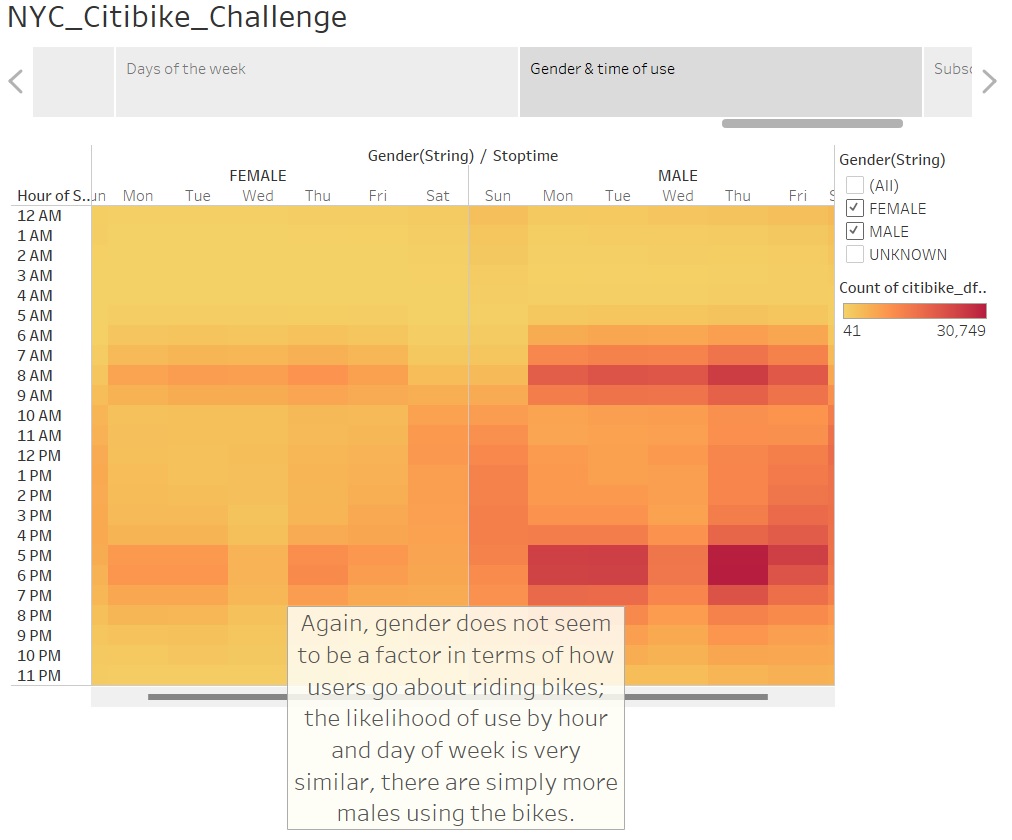 NYC_Citibike_Challenge
Days of the week
Gender & time of use
Subsc
Gender(String) / Stoptime
FEMALE
MALE
Hour of S.. un Mon Tue Wed Thu Fri Sat Sun Mon Tue Wed Thu Fri S
12 AM
1 AM
2 AM
3 AM
4 AM
5 AM
6 AM
7 AM
8 AM
9 AM
10 AM
11 AM
12 PM
1 PM
2 PM
3 PM
4 PM
5 PM
6 PM
7 PM
8 PM
9 PM
10 PM
11 PM
Gender(String)
(All)
FEMALE
MALE
UNKNOWN
Count of citibike_df..
41 30,749
Again, gender does not seem
to be a factor in terms of how
users go about riding bikes;
the likelihood of use by hour
and day of week is very
similar, there are simply more
males using the bikes.